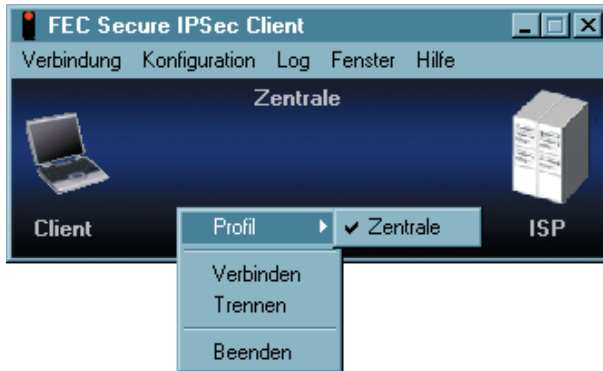 FEC Secure IPSec Client
Verbindung Konfiguration Log Fenster Hilfe
Zentrale
Client
ISP
Profil
Zentrale
Verbinden
Trennen
Beenden